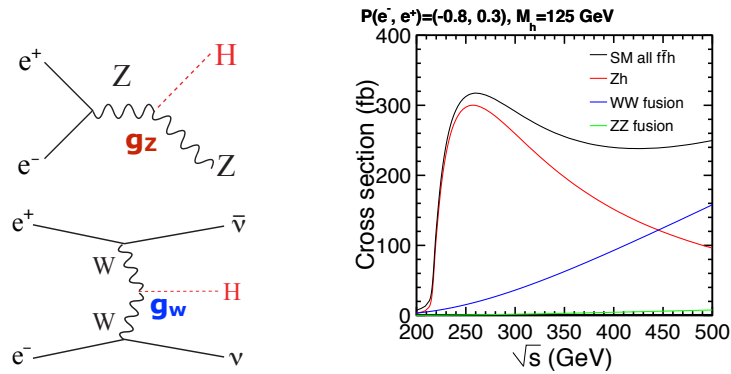 e⁺
Z
H
gZ
e⁻
Z
e⁺
ν̄
W
H
gW
W
e⁻
ν
P(e⁻, e⁺)=(-0.8, 0.3), M_h=125 GeV
SM all ff̄h
Zh
WW fusion
ZZ fusion
Cross section (fb)
400
300
200
100
0
200 250 300 350 400 450 500
√s (GeV)